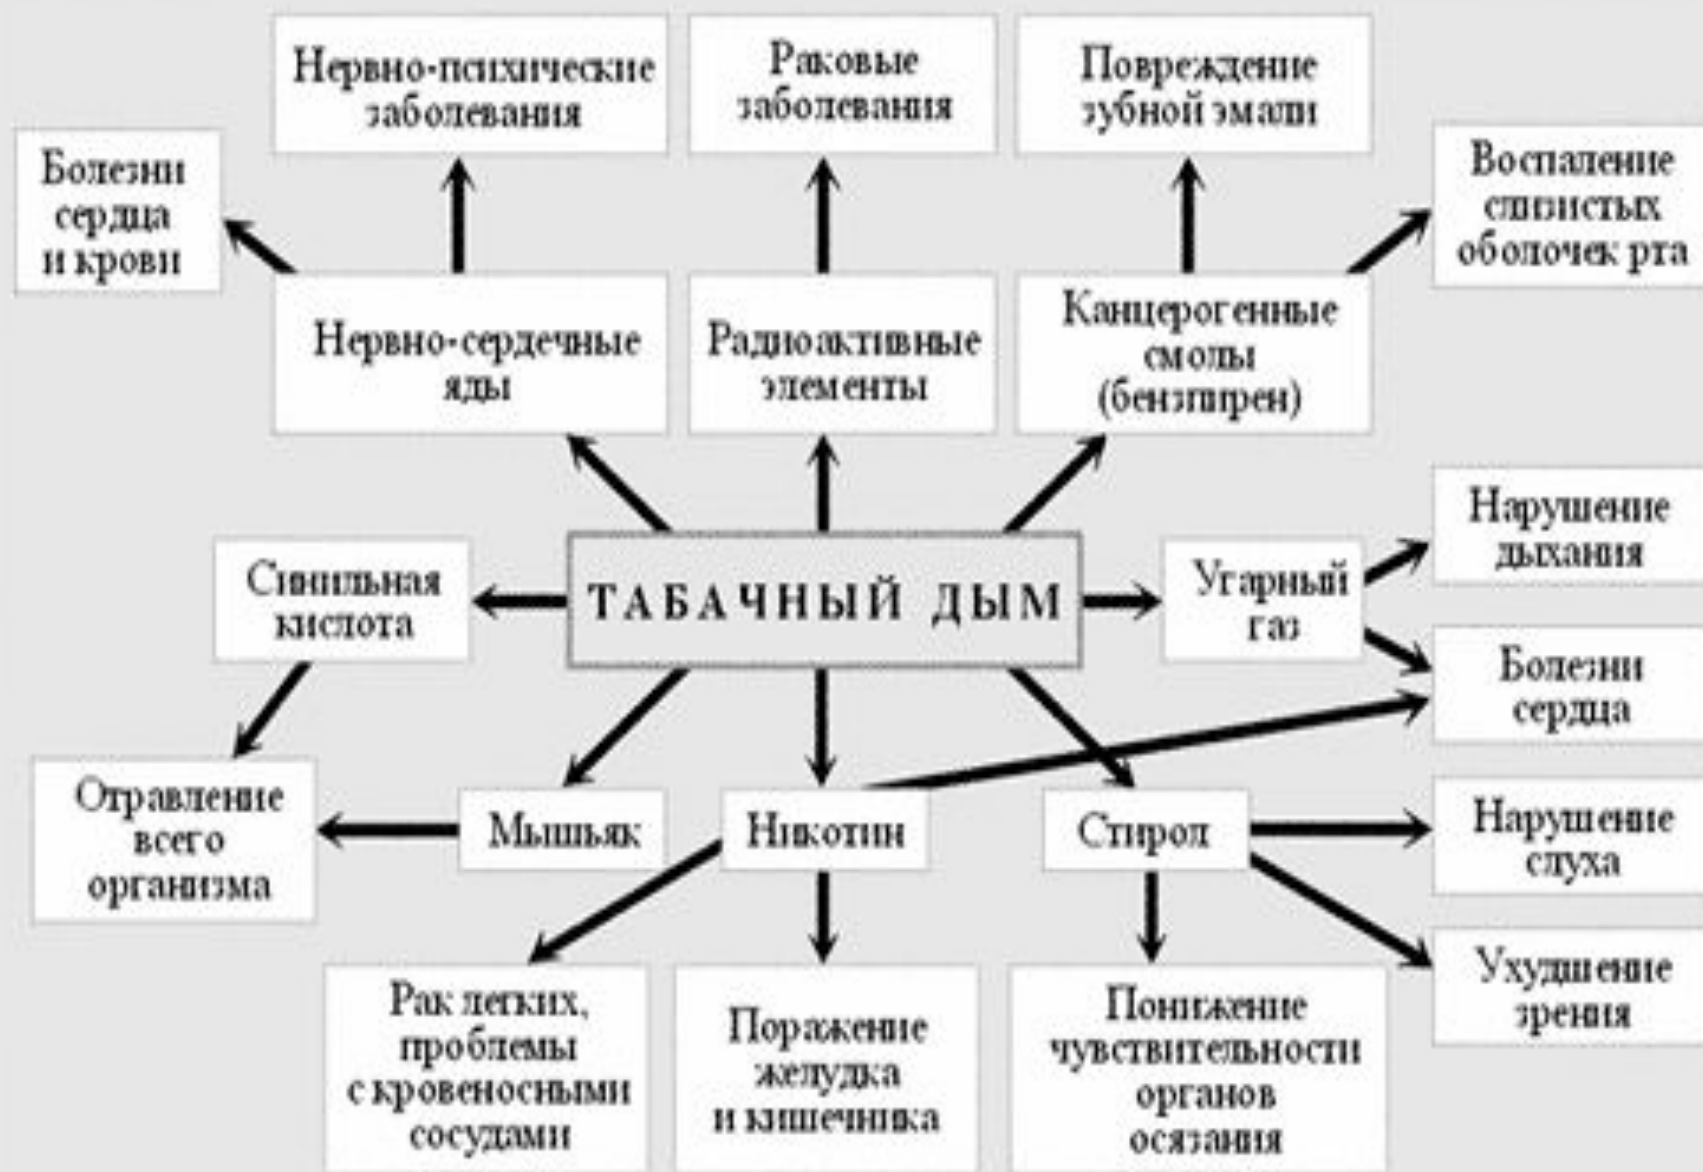 Нервно-психические
заболевания
Раковые
заболевания
Повреждение
зубной эмали
Болезни
сердца
и крови
Воспаление
слизистых
оболочек рта
Нервно-сердечные
яды
Радиоактивные
элементы
Канцерогенные
смолы
(бензпирен)
Нарушение
дыхания
Синильная
кислота
ТАБАЧНЫЙ ДЫМ
Угарный
газ
Болезни
сердца
Отравление
всего
организма
Мышьяк
Никотин
Стирол
Нарушение
слуха
Ухудшение
зрения
Рак легких,
проблемы
с кровеносными
сосудами
Поражение
желудка
и кишечника
Понижение
чувствительности
органов
осязания